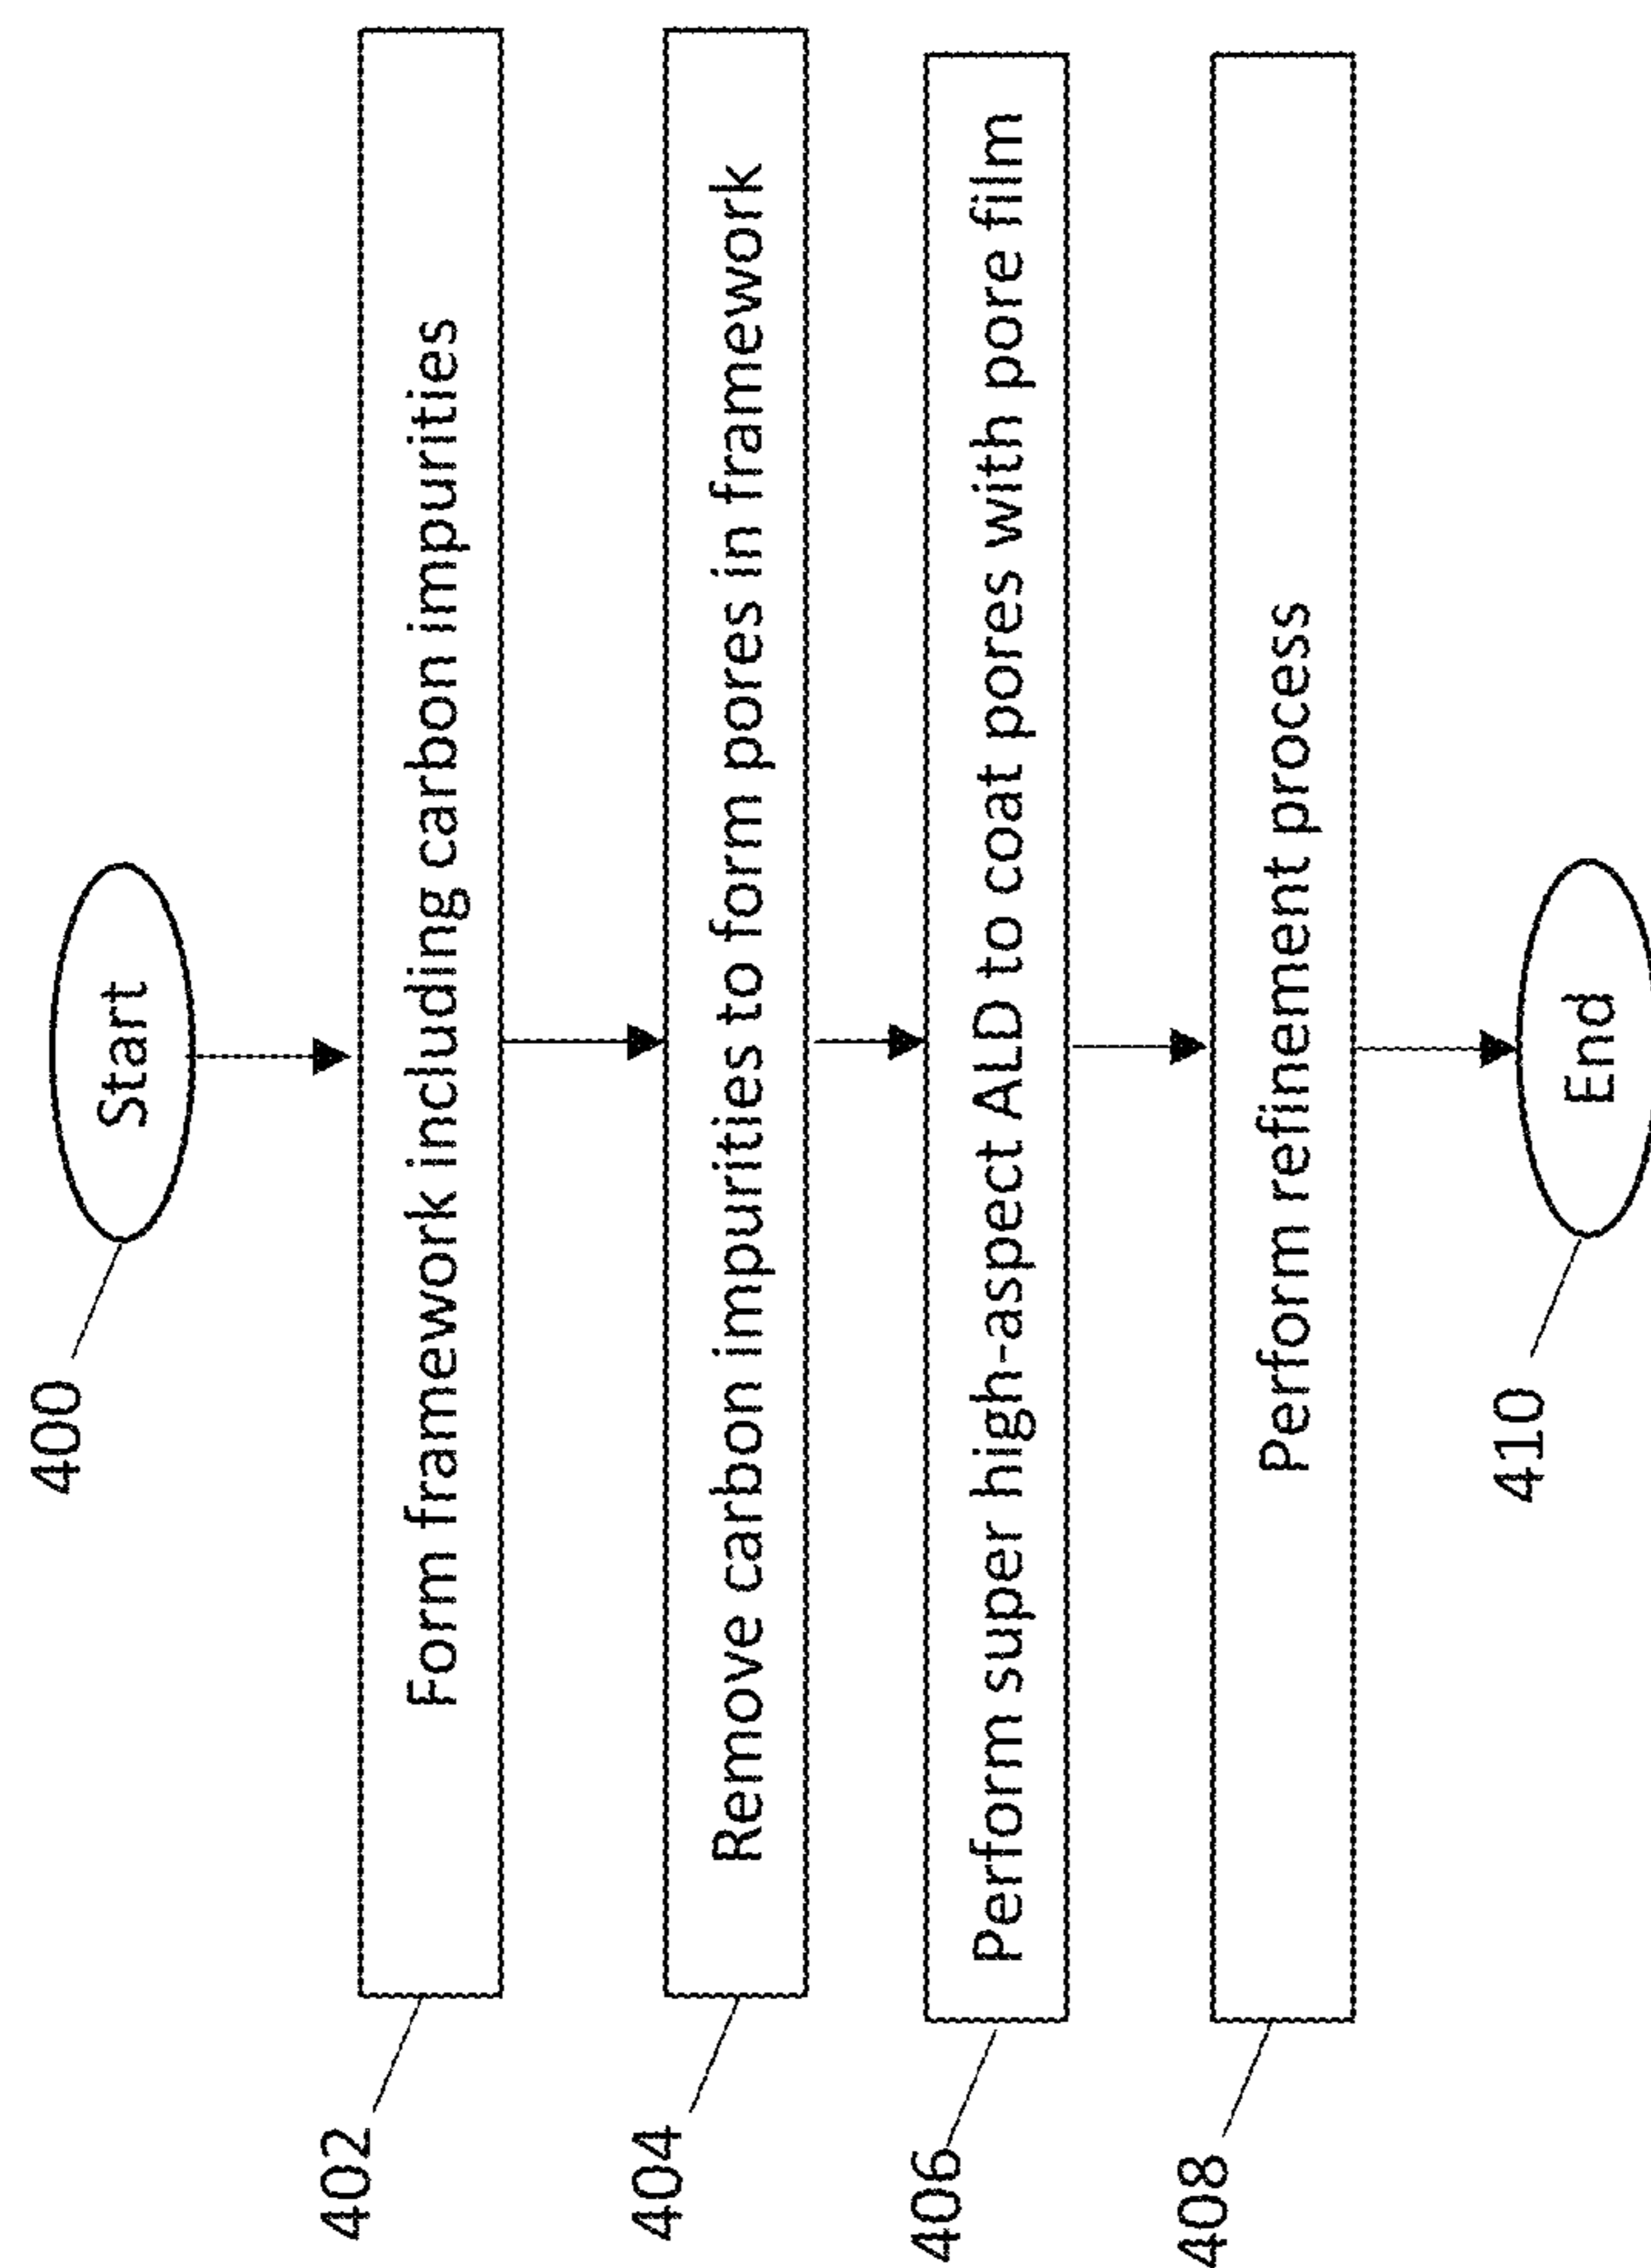 400
Start
402
Form framework including carbon impurities
404
Remove carbon impurities to form pores in framework
406
Perform super high-aspect ALD to coat pores with pore film
408
Perform refinement process
410
End